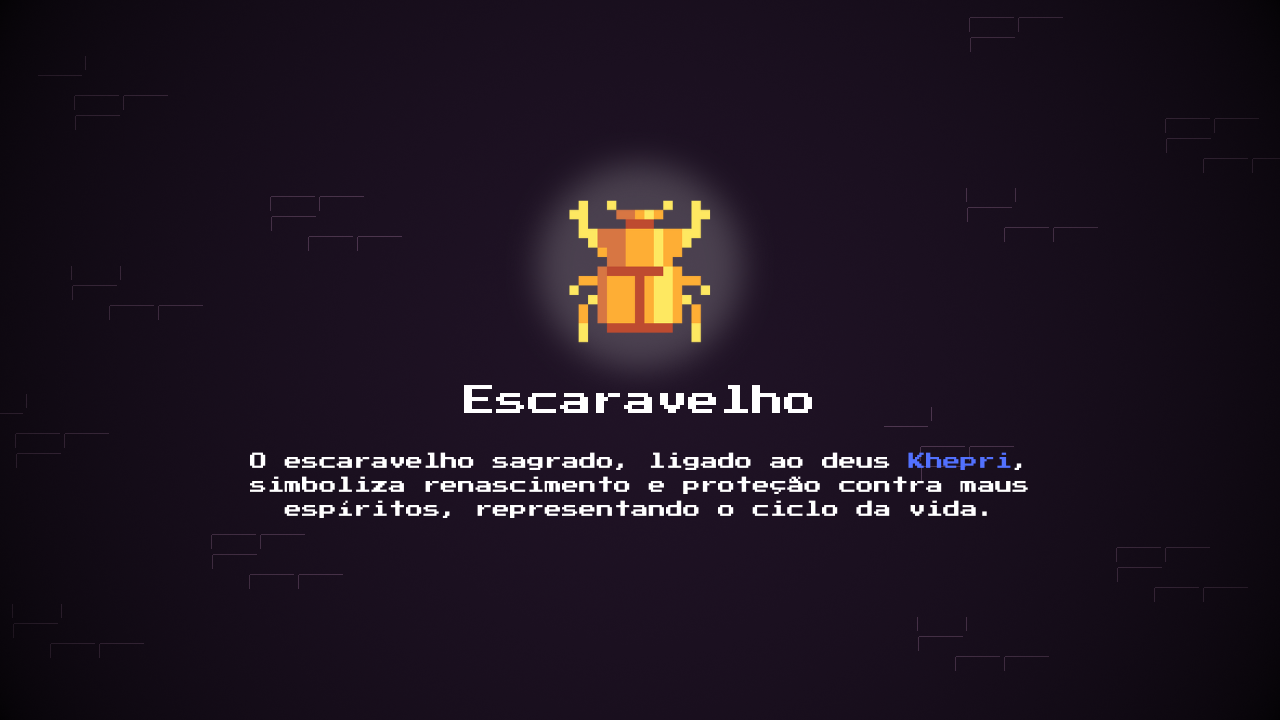 Escaravelho
O escaravelho sagrado, ligado ao deus Khepri,
simboliza renascimento e proteção contra maus
espíritos, representando o ciclo da vida.